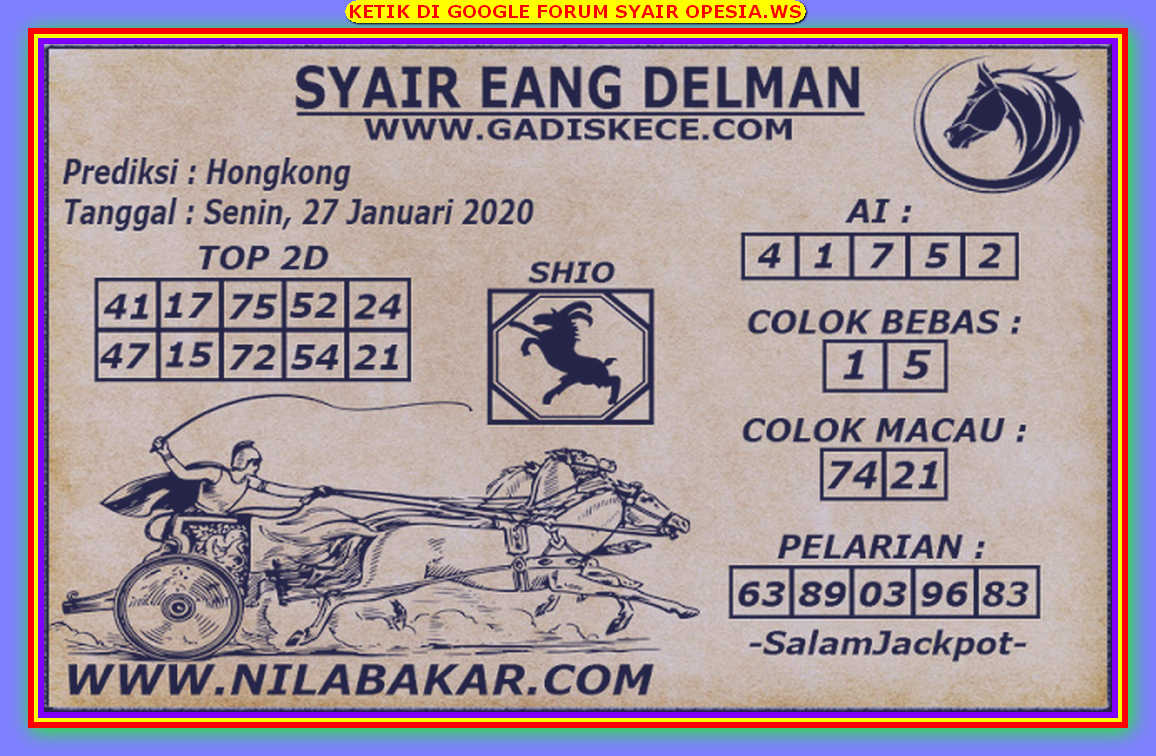 KETIK DI GOOGLE FORUM SYAIR OPESIA.WS
SYAIR EANG DELMAN
WWW.GADISKECE.COM
Prediksi : Hongkong
Tanggal : Senin, 27 Januari 2020
TOP 2D
41 17 75 52 24
47 15 72 54 21
SHIO
AI :
4 1 7 5 2
COLOK BEBAS :
1 5
COLOK MACAU :
74 21
PELARIAN :
63 89 03 96 83
-SalamJackpot-
WWW.NILABAKAR.COM